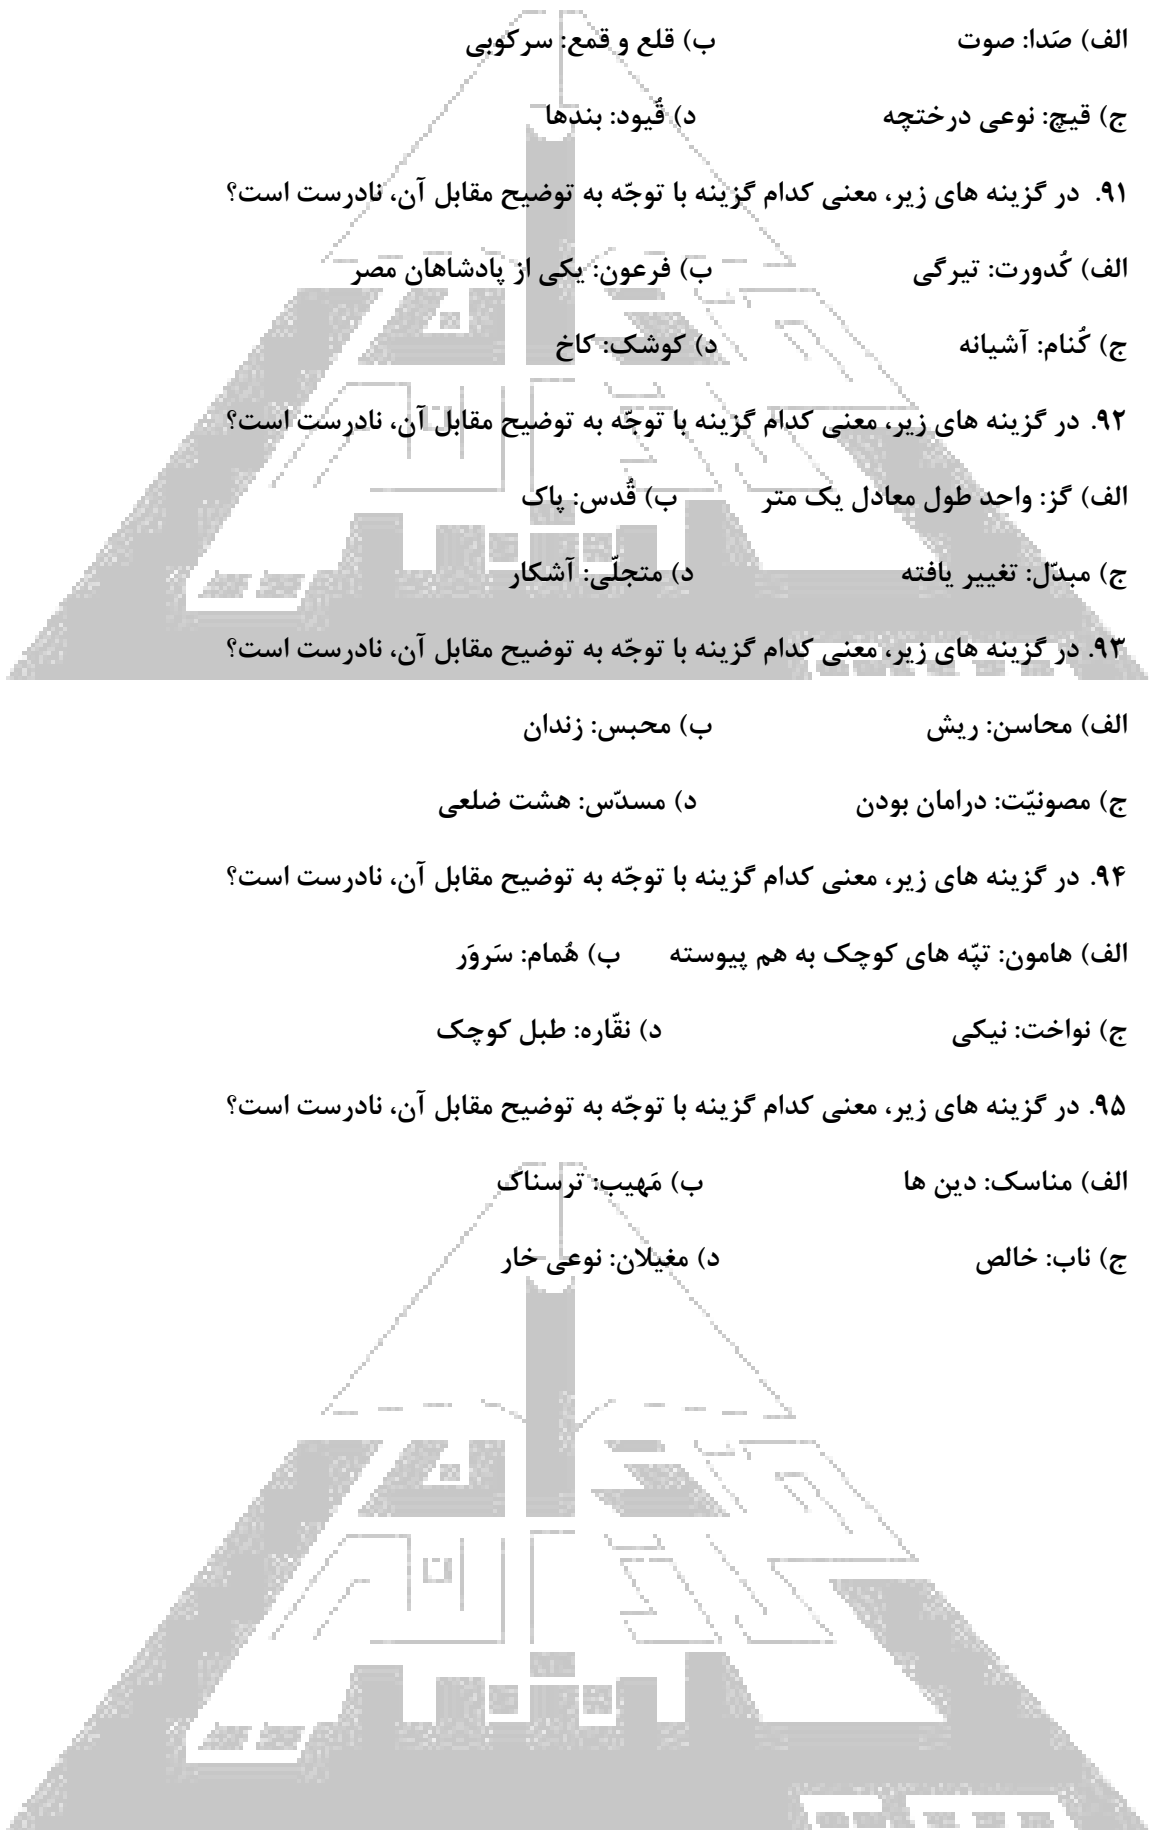 الف) صَدا: صوت ب) قلع و قمع: سرکوبی
ج) قیچ: نوعی درختچه د) قُیود: بندها
۹۱. در گزینه های زیر، معنی کدام گزینه با توجّه به توضیح مقابل آن، نادرست است؟
الف) کُدورت: تیرگی ب) فرعون: یکی از پادشاهان مصر
ج) کُنام: آشیانه د) کوشک: کاخ
۹۲. در گزینه های زیر، معنی کدام گزینه با توجّه به توضیح مقابل آن، نادرست است؟
الف) گز: واحد طول معادل یک متر ب) قُدس: پاک
ج) مبدّل: تغییر یافته د) متجلّی: آشکار
۹۳. در گزینه های زیر، معنی کدام گزینه با توجّه به توضیح مقابل آن، نادرست است؟
الف) محاسن: ریش ب) محبس: زندان
ج) مصونیّت: درامان بودن د) مسدّس: هشت ضلعی
۹۴. در گزینه های زیر، معنی کدام گزینه با توجّه به توضیح مقابل آن، نادرست است؟
الف) هامون: تپّه های کوچک به هم پیوسته ب) هُمام: سَروَر
ج) نواخت: نیکی د) نقّاره: طبل کوچک
۹۵. در گزینه های زیر، معنی کدام گزینه با توجّه به توضیح مقابل آن، نادرست است؟
الف) مناسک: دین ها ب) مَهیب: ترسناک
ج) ناب: خالص د) مغیلان: نوعی خار